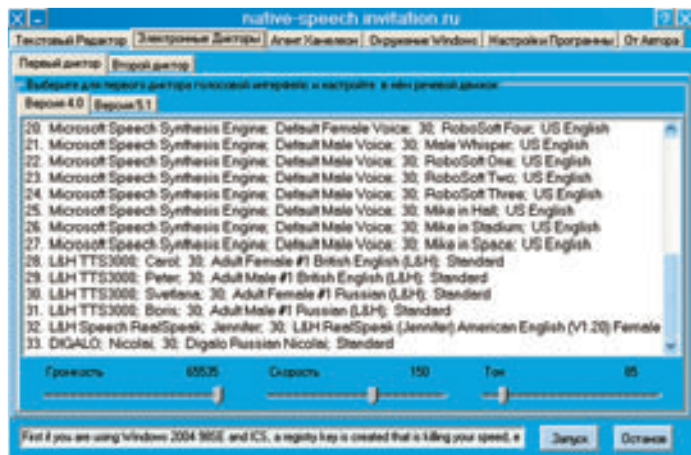 native-speech invitation.ru
Текстовый Редактор Электронные Дикторы Агент Хамелеон Окружение Windows Настройки Программы От Автора
Первый диктор Второй диктор
Выберите для первого диктора голосовой интерфейс и настройте в нём речевой движок
Версия 4.0 Версия 5.1
20. Microsoft Speech Synthesis Engine; Default Female Voice; 30; RoboSoft Four; US English
21. Microsoft Speech Synthesis Engine; Default Male Voice; 30; Male Whisper; US English
22. Microsoft Speech Synthesis Engine; Default Male Voice; 30; RoboSoft One; US English
23. Microsoft Speech Synthesis Engine; Default Male Voice; 30; RoboSoft Two; US English
24. Microsoft Speech Synthesis Engine; Default Male Voice; 30; RoboSoft Three; US English
25. Microsoft Speech Synthesis Engine; Default Male Voice; 30; Mike in Hall; US English
26. Microsoft Speech Synthesis Engine; Default Male Voice; 30; Mike in Stadium; US English
27. Microsoft Speech Synthesis Engine; Default Male Voice; 30; Mike in Space; US English
28. L&H TTS3000; Carol; 30; Adult Female #1 British English (L&H); Standard
29. L&H TTS3000; Peter; 30; Adult Male #1 British English (L&H); Standard
30. L&H TTS3000; Svetlana; 30; Adult Female #1 Russian (L&H); Standard
31. L&H TTS3000; Boris; 30; Adult Male #1 Russian (L&H); Standard
32. L&H Speech RealSpeak; Jennifer; 30; L&H RealSpeak (Jennifer) American English (V1.20) Female
33. DIGALO; Nicolai; 30; Digalo Russian Nicolai; Standard
Громкость 65535 Скорость 150 Тон 85
First if you are using Windows 2004 98SE and ICS, a registry key is created that is killing your speed, e Запуск Останов